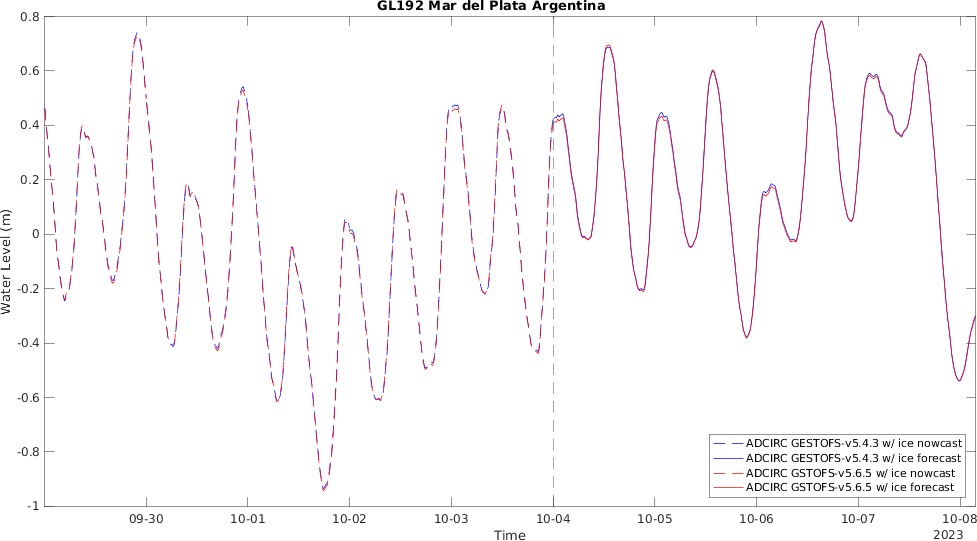 GL192 Mar del Plata Argentina
0.8
0.6
0.4
0.2
0
-0.2
-0.4
-0.6
-0.8
-1
Water Level (m)
ADCIRC GESTOFS-v5.4.3 w/ ice nowcast
ADCIRC GESTOFS-v5.4.3 w/ ice forecast
ADCIRC GSTOFS-v5.6.5 w/ ice nowcast
ADCIRC GSTOFS-v5.6.5 w/ ice forecast
09-30 10-01 10-02 10-03 10-04 10-05 10-06 10-07 10-08
2023
Time